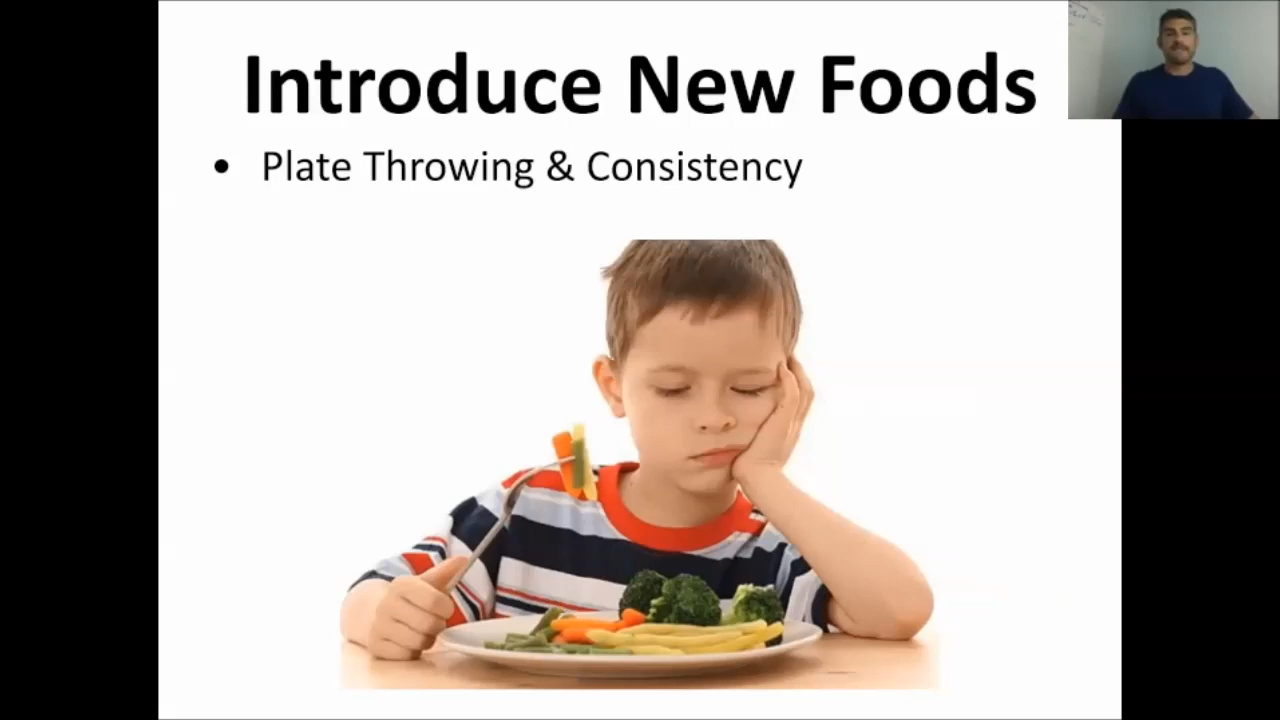 Introduce New Foods
• Plate Throwing & Consistency